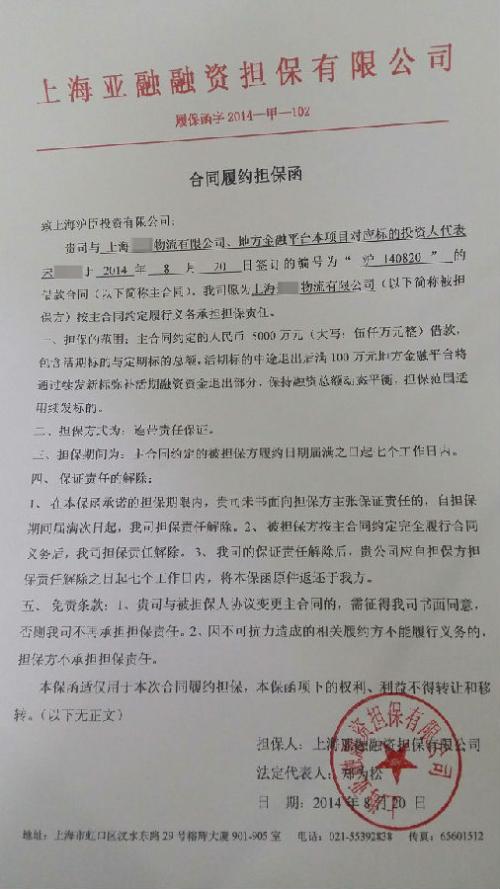 上海亚融融资担保有限公司
履保函字 2014—甲—102
合同履约担保函
致上海沪臣投资有限公司：
贵司与 上海 物流有限公司、地方金融平台本项目对应标的投资人代表
于 2014 年 8 月 20 日签订的编号为“ 沪 140820 ”的
借款合同（以下简称主合同），我司愿为上海 物流有限公司（以下简称被担
保方）按主合同约定履行义务承担担保责任。
一、担保的范围：主合同约定的人民币 5000 万元（大写：伍仟万元整）借款，
包含活期标的与定期标的总额，活期标的中途退出后满 100 万元地方金融平台将
通过续发新标弥补活期融资资金退出部分，保持融资总额动态平衡，担保范围适
用续发标的。
二、担保方式为：连带责任保证。
三、担保期间为：主合同约定的被担保方履约日期届满之日起七个工作日内。
四、 保证责任的解除：
1、在本保函承诺的担保期限内，贵司未书面向担保方主张保证责任的，自担保
期间届满次日起，我司担保责任解除。2、 被担保方按主合同约定完全履行合同
义务后，我司担保责任解除。 3、 我司的保证责任解除后，贵公司应自担保方担
保责任解除之日起七个工作日内，将本保函原件返还于我方。
五、 免责条款：1、贵司与被担保人协议变更主合同的，需征得我司书面同意，
否则我司不再承担担保责任。2、因不可抗力造成的相关履约方不能履行义务的，
担保方不承担担保责任。
本保函适仅用于本次合同履约担保，本保函项下的权利、利益不得转让和移
转。（以下无正文）
担保人：上海亚融融资担保有限公司
法定代表人：郑为松
日 期：2014 年 8 月 20 日
上海亚融融资担保有限公司
地址：上海市虹口区汶水东路 29 号榕辉大厦 901-905 室 电话：021-55392838 传真：65601512